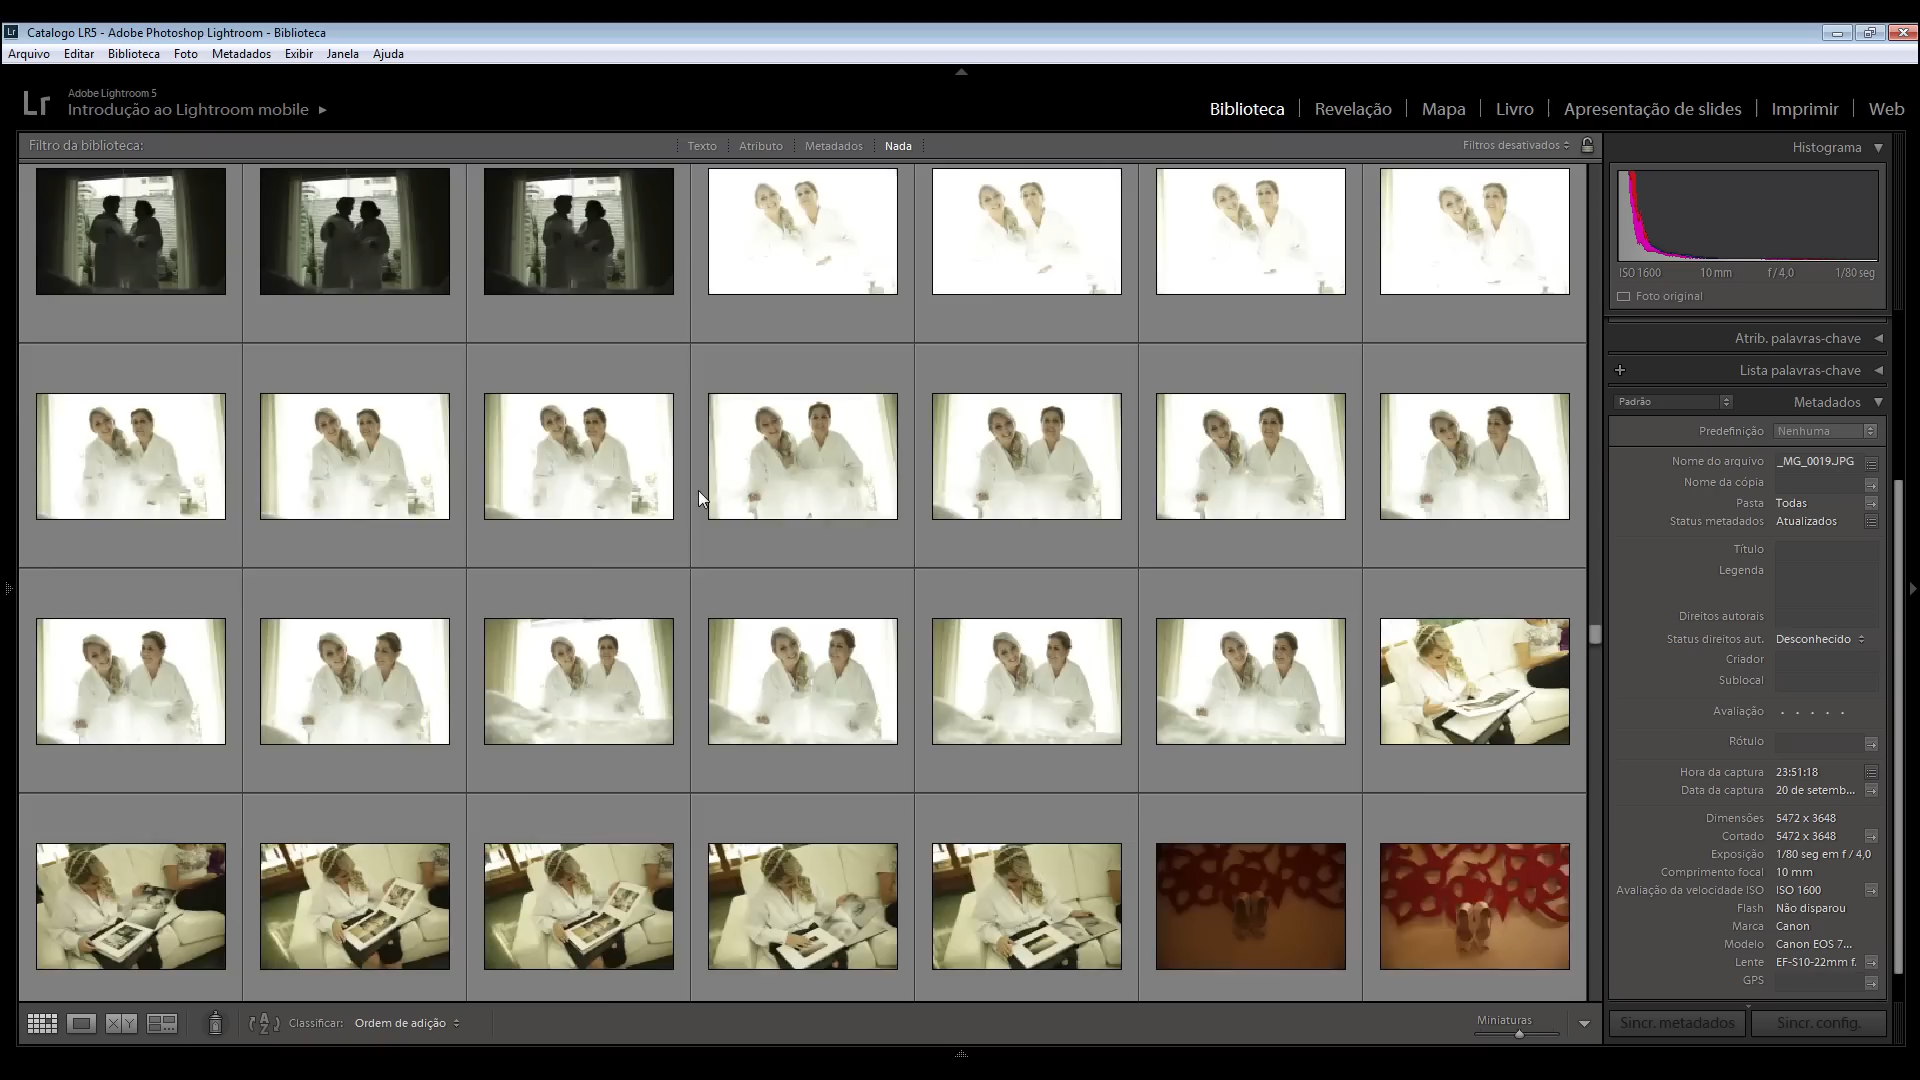 Lr Catalogo LR5 - Adobe Photoshop Lightroom - Biblioteca
Arquivo Editar Biblioteca Foto Metadados Exibir Janela Ajuda
Lr Adobe Lightroom 5
Introdução ao Lightroom mobile
Biblioteca Revelação Mapa Livro Apresentação de slides Imprimir Web
Filtro da biblioteca: Texto Atributo Metadados Nada Filtros desativados
Histograma
ISO 1600 10 mm f / 4,0 1/80 seg
Foto original
Atrib. palavras-chave
+ Lista palavras-chave
Padrão Metadados
Predefinição Nenhuma
Nome do arquivo _MG_0019.JPG
Nome da cópia
Pasta Todas
Status metadados Atualizados
Título
Legenda
Direitos autorais
Status direitos aut. Desconhecido
Criador
Sublocal
Avaliação . . . . .
Rótulo
Hora da captura 23:51:18
Data da captura 20 de setemb...
Dimensões 5472 x 3648
Cortado 5472 x 3648
Exposição 1/80 seg em f / 4,0
Comprimento focal 10 mm
Avaliação da velocidade ISO ISO 1600
Flash Não disparou
Marca Canon
Modelo Canon EOS 7...
Lente EF-S10-22mm f.
GPS
X Y A Z Classificar: Ordem de adição Miniaturas
Sincr. metadados Sincr. config.